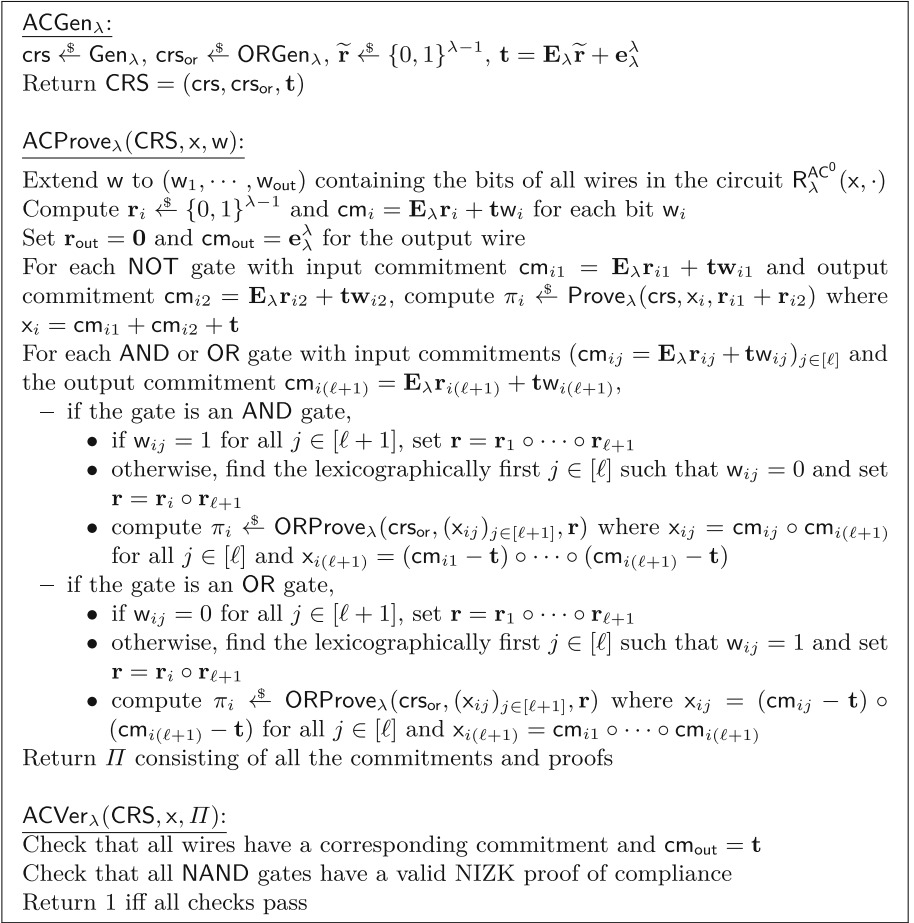 ACGen_λ:
crs ←$ Gen_λ, crs_or ←$ ORGen_λ, r̃ ←$ {0, 1}^{λ−1}, t = E_λ r̃ + e_λ^λ
Return CRS = (crs, crs_or, t)
ACProve_λ(CRS, x, w):
Extend w to (w_1, ⋯ , w_out) containing the bits of all wires in the circuit R_λ^{AC^0}(x, ·)
Compute r_i ←$ {0, 1}^{λ−1} and cm_i = E_λ r_i + tw_i for each bit w_i
Set r_out = 0 and cm_out = e_λ^λ for the output wire
For each NOT gate with input commitment cm_{i1} = E_λ r_{i1} + tw_{i1} and output
commitment cm_{i2} = E_λ r_{i2} + tw_{i2}, compute π_i ←$ Prove_λ(crs, x_i, r_{i1} + r_{i2}) where
x_i = cm_{i1} + cm_{i2} + t
For each AND or OR gate with input commitments (cm_{ij} = E_λ r_{ij} + tw_{ij})_{j∈[ℓ]} and
the output commitment cm_{i(ℓ+1)} = E_λ r_{i(ℓ+1)} + tw_{i(ℓ+1)},
– if the gate is an AND gate,
• if w_{ij} = 1 for all j ∈ [ℓ + 1], set r = r_1 ∘ ⋯ ∘ r_{ℓ+1}
• otherwise, find the lexicographically first j ∈ [ℓ] such that w_{ij} = 0 and set
r = r_i ∘ r_{ℓ+1}
• compute π_i ←$ ORProve_λ(crs_or, (x_{ij})_{j∈[ℓ+1]}, r) where x_{ij} = cm_{ij} ∘ cm_{i(ℓ+1)}
for all j ∈ [ℓ] and x_{i(ℓ+1)} = (cm_{i1} − t) ∘ ⋯ ∘ (cm_{i(ℓ+1)} − t)
– if the gate is an OR gate,
• if w_{ij} = 0 for all j ∈ [ℓ + 1], set r = r_1 ∘ ⋯ ∘ r_{ℓ+1}
• otherwise, find the lexicographically first j ∈ [ℓ] such that w_{ij} = 1 and set
r = r_i ∘ r_{ℓ+1}
• compute π_i ←$ ORProve_λ(crs_or, (x_{ij})_{j∈[ℓ+1]}, r) where x_{ij} = (cm_{ij} − t) ∘
(cm_{i(ℓ+1)} − t) for all j ∈ [ℓ] and x_{i(ℓ+1)} = cm_{i1} ∘ ⋯ ∘ cm_{i(ℓ+1)}
Return Π consisting of all the commitments and proofs
ACVer_λ(CRS, x, Π):
Check that all wires have a corresponding commitment and cm_out = t
Check that all NAND gates have a valid NIZK proof of compliance
Return 1 iff all checks pass